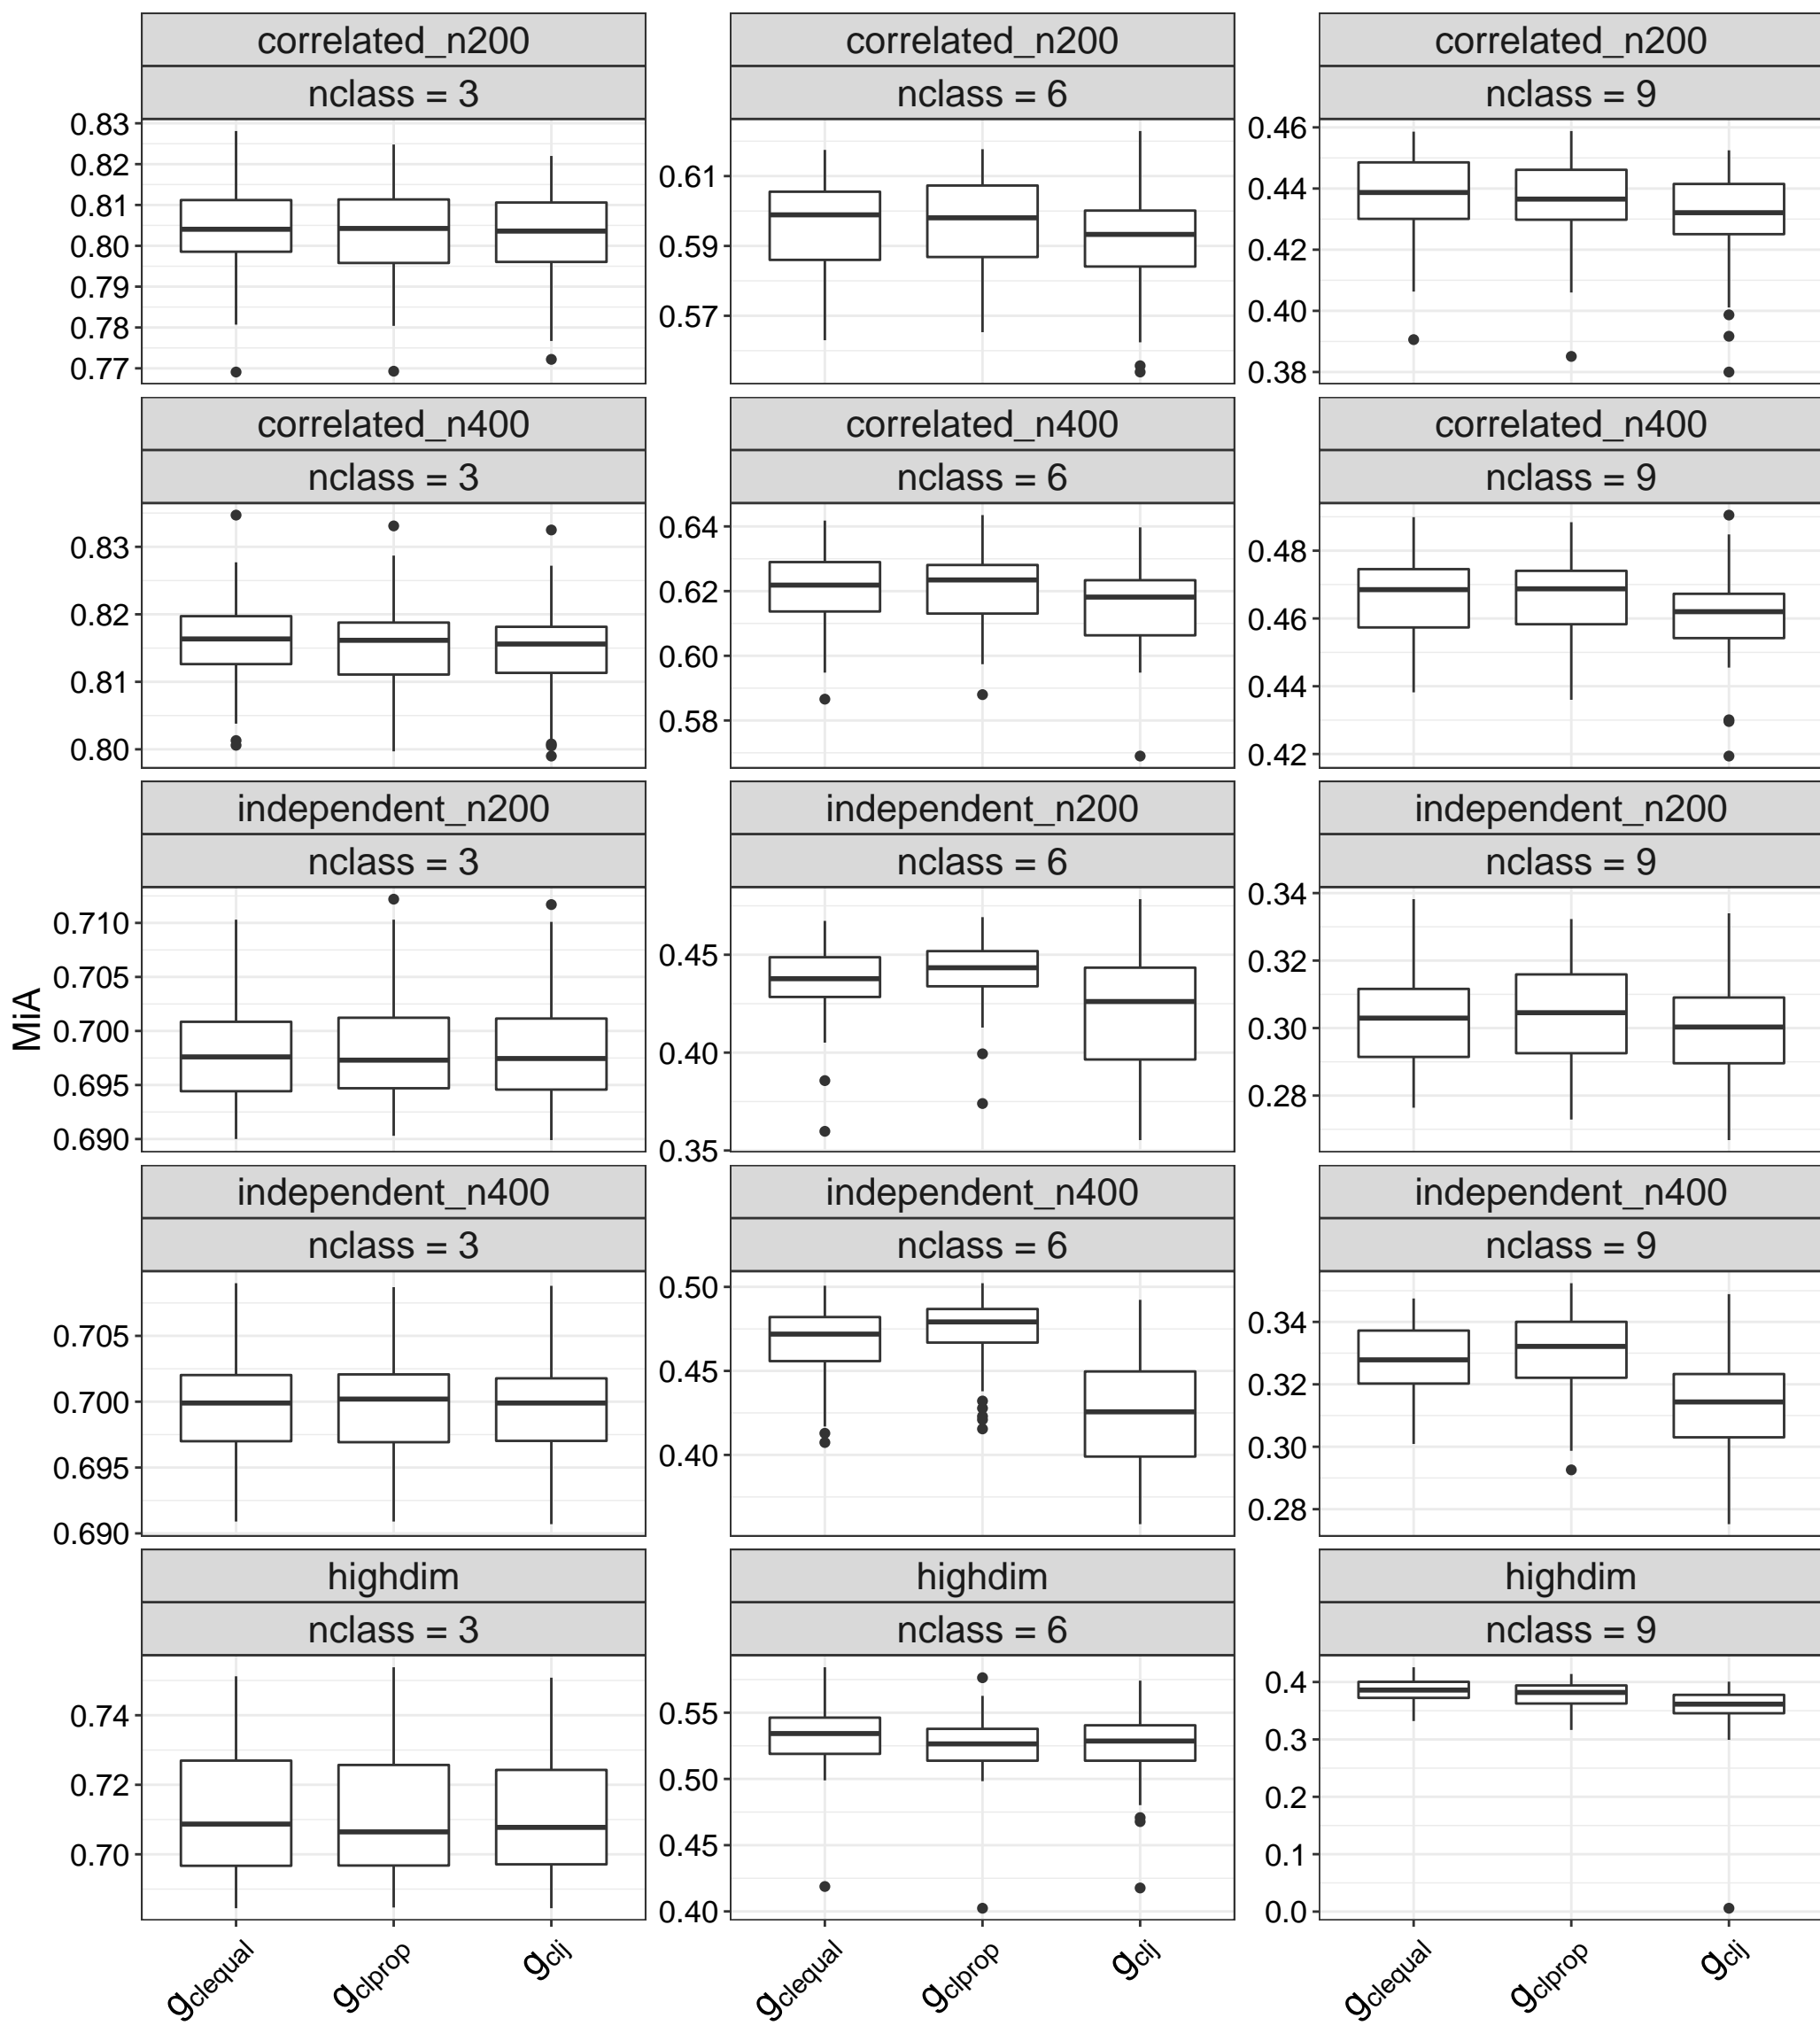 correlated_n200
correlated_n200
correlated_n200
nclass = 3
nclass = 6
nclass = 9
0.83
0.82
0.81
0.80
0.79
0.78
0.77
0.61
0.59
0.57
0.46
0.44
0.42
0.40
0.38
correlated_n400
correlated_n400
correlated_n400
nclass = 3
nclass = 6
nclass = 9
0.83
0.82
0.81
0.80
0.64
0.62
0.60
0.58
0.48
0.46
0.44
0.42
independent_n200
independent_n200
independent_n200
nclass = 3
nclass = 6
nclass = 9
0.710
0.705
0.700
0.695
0.690
0.45
0.40
0.35
0.34
0.32
0.30
0.28
MiA
independent_n400
independent_n400
independent_n400
nclass = 3
nclass = 6
nclass = 9
0.705
0.700
0.695
0.690
0.50
0.45
0.40
0.34
0.32
0.30
0.28
highdim
highdim
highdim
nclass = 3
nclass = 6
nclass = 9
0.74
0.72
0.70
0.55
0.50
0.45
0.40
0.4
0.3
0.2
0.1
0.0
gclequal
gclprop
gclj
gclequal
gclprop
gclj
gclequal
gclprop
gclj